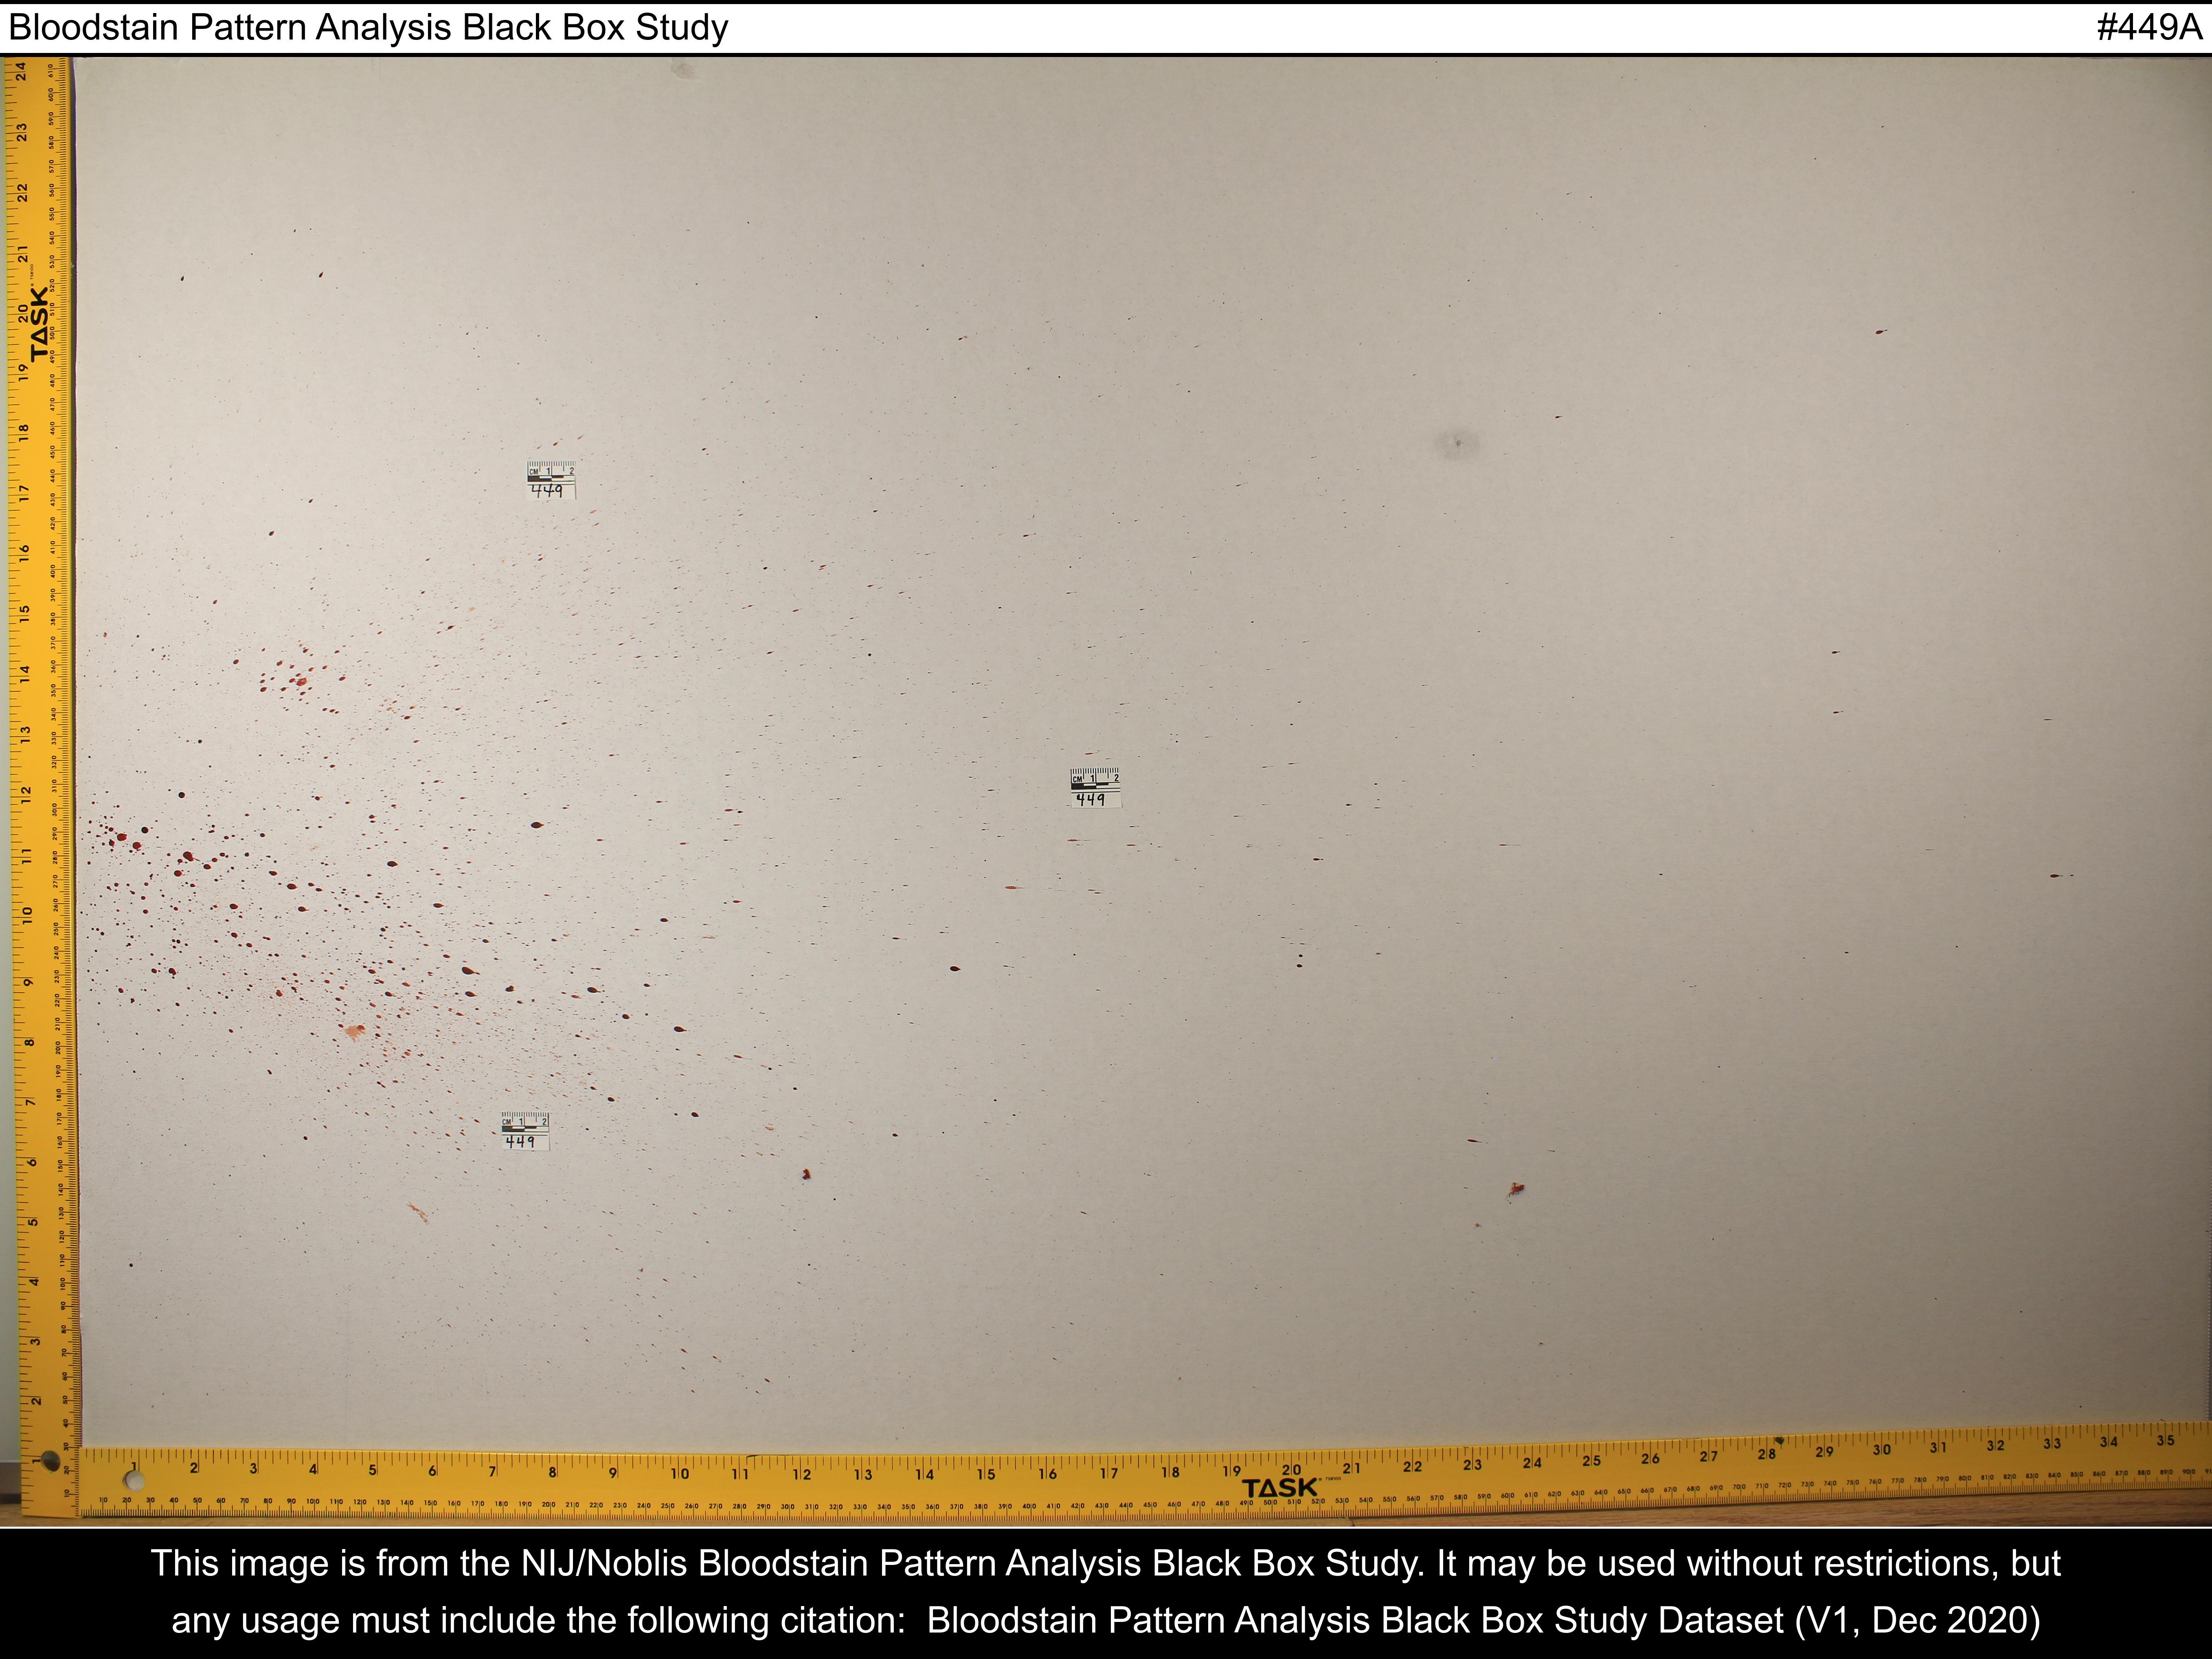 Bloodstain Pattern Analysis Black Box Study #449A
TASK
24 23 22 21 20 19 18 17 16 15 14 13 12 11 10 9 8 7 6 5 4 3 2 1
CM 1 2
449
CM 1 2
449
CM 1 2
449
1 2 3 4 5 6 7 8 9 10 11 12 13 14 15 16 17 18 19 20 21 22 23 24 25 26 27 28 29 30 31 32 33 34 35
TASK
This image is from the NIJ/Noblis Bloodstain Pattern Analysis Black Box Study. It may be used without restrictions, but
any usage must include the following citation: Bloodstain Pattern Analysis Black Box Study Dataset (V1, Dec 2020)